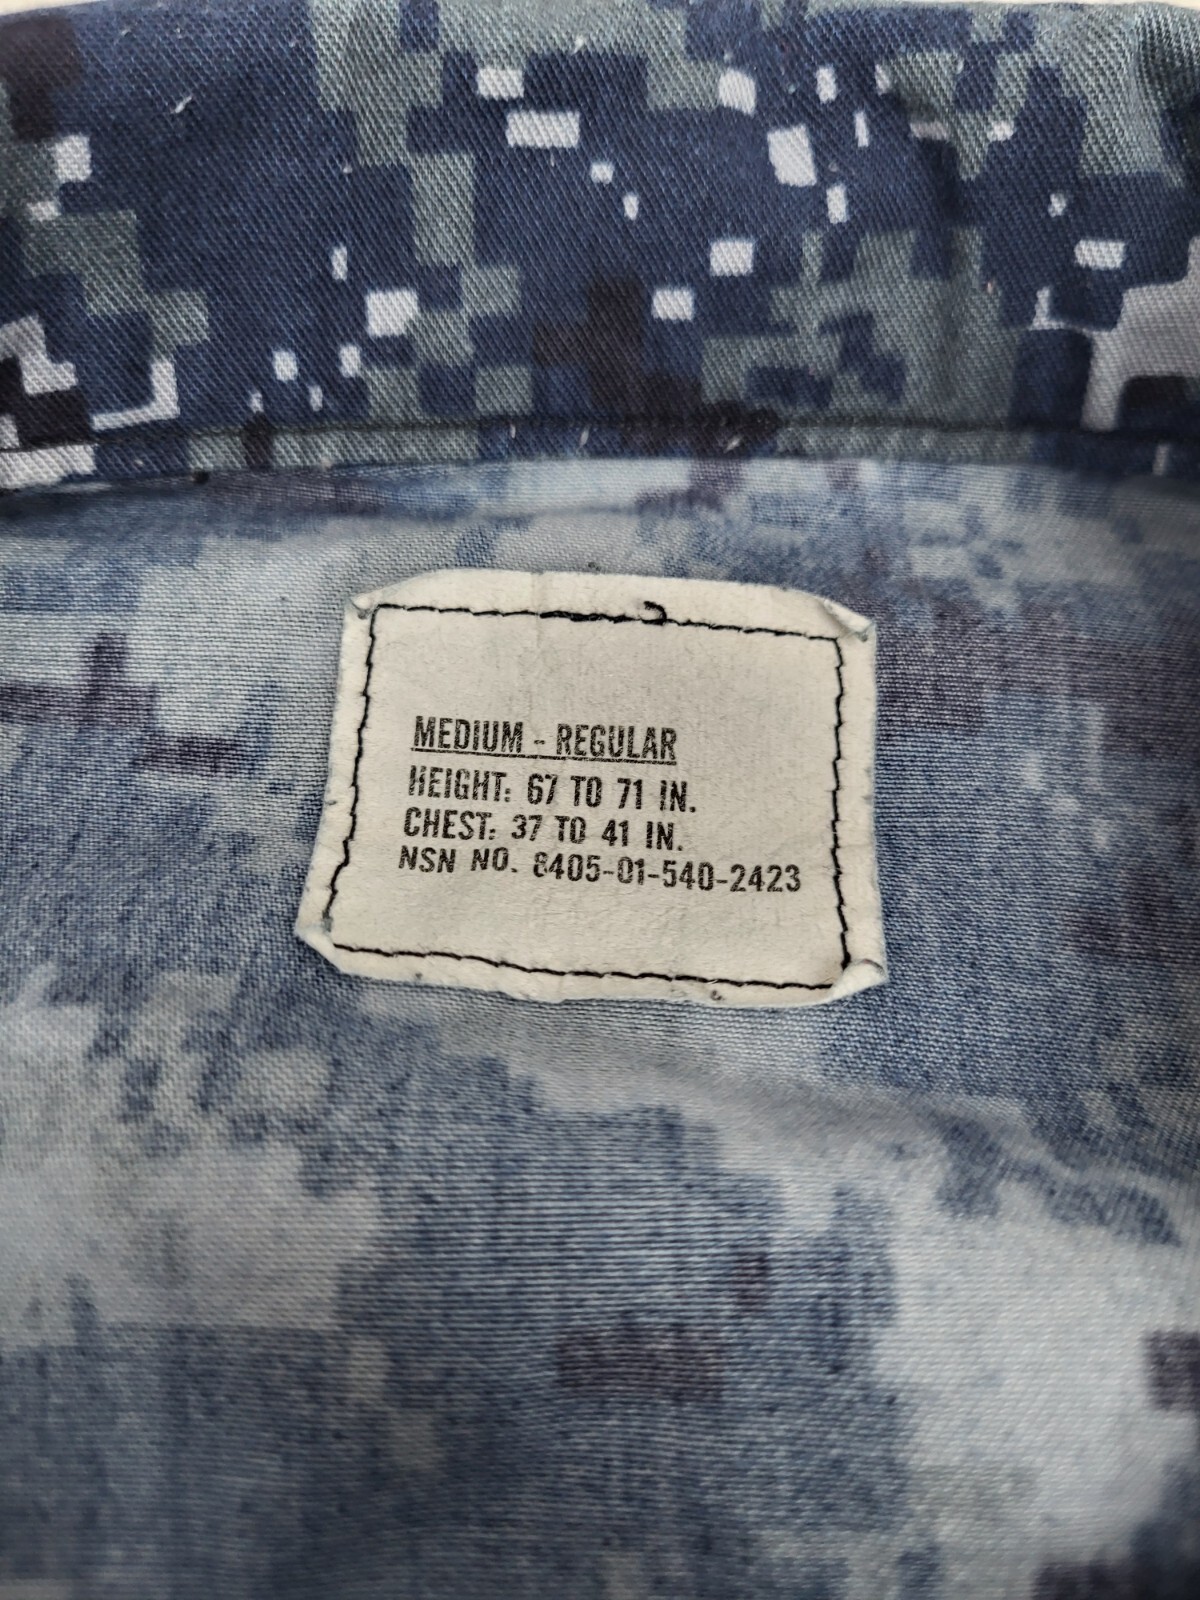 MEDIUM - REGULAR
HEIGHT: 67 TO 71 IN.
CHEST: 37 TO 41 IN.
NSN NO. 8405-01-540-2423